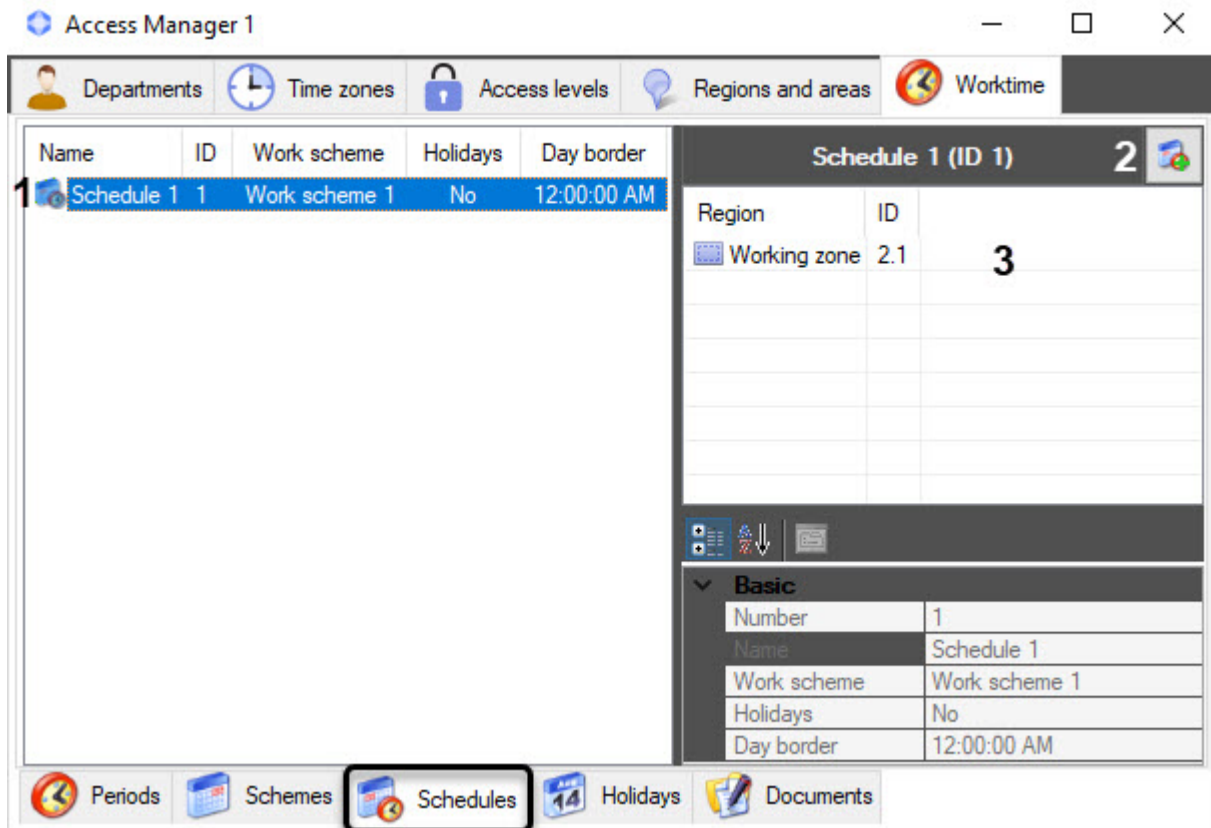 Access Manager 1
Departments Time zones Access levels Regions and areas Worktime
Name ID Work scheme Holidays Day border
1 Schedule 1 1 Work scheme 1 No 12:00:00 AM
Schedule 1 (ID 1) 2
Region ID
Working zone 2.1 3
Basic
Number 1
Name Schedule 1
Work scheme Work scheme 1
Holidays No
Day border 12:00:00 AM
Periods Schemes Schedules 14 Holidays Documents